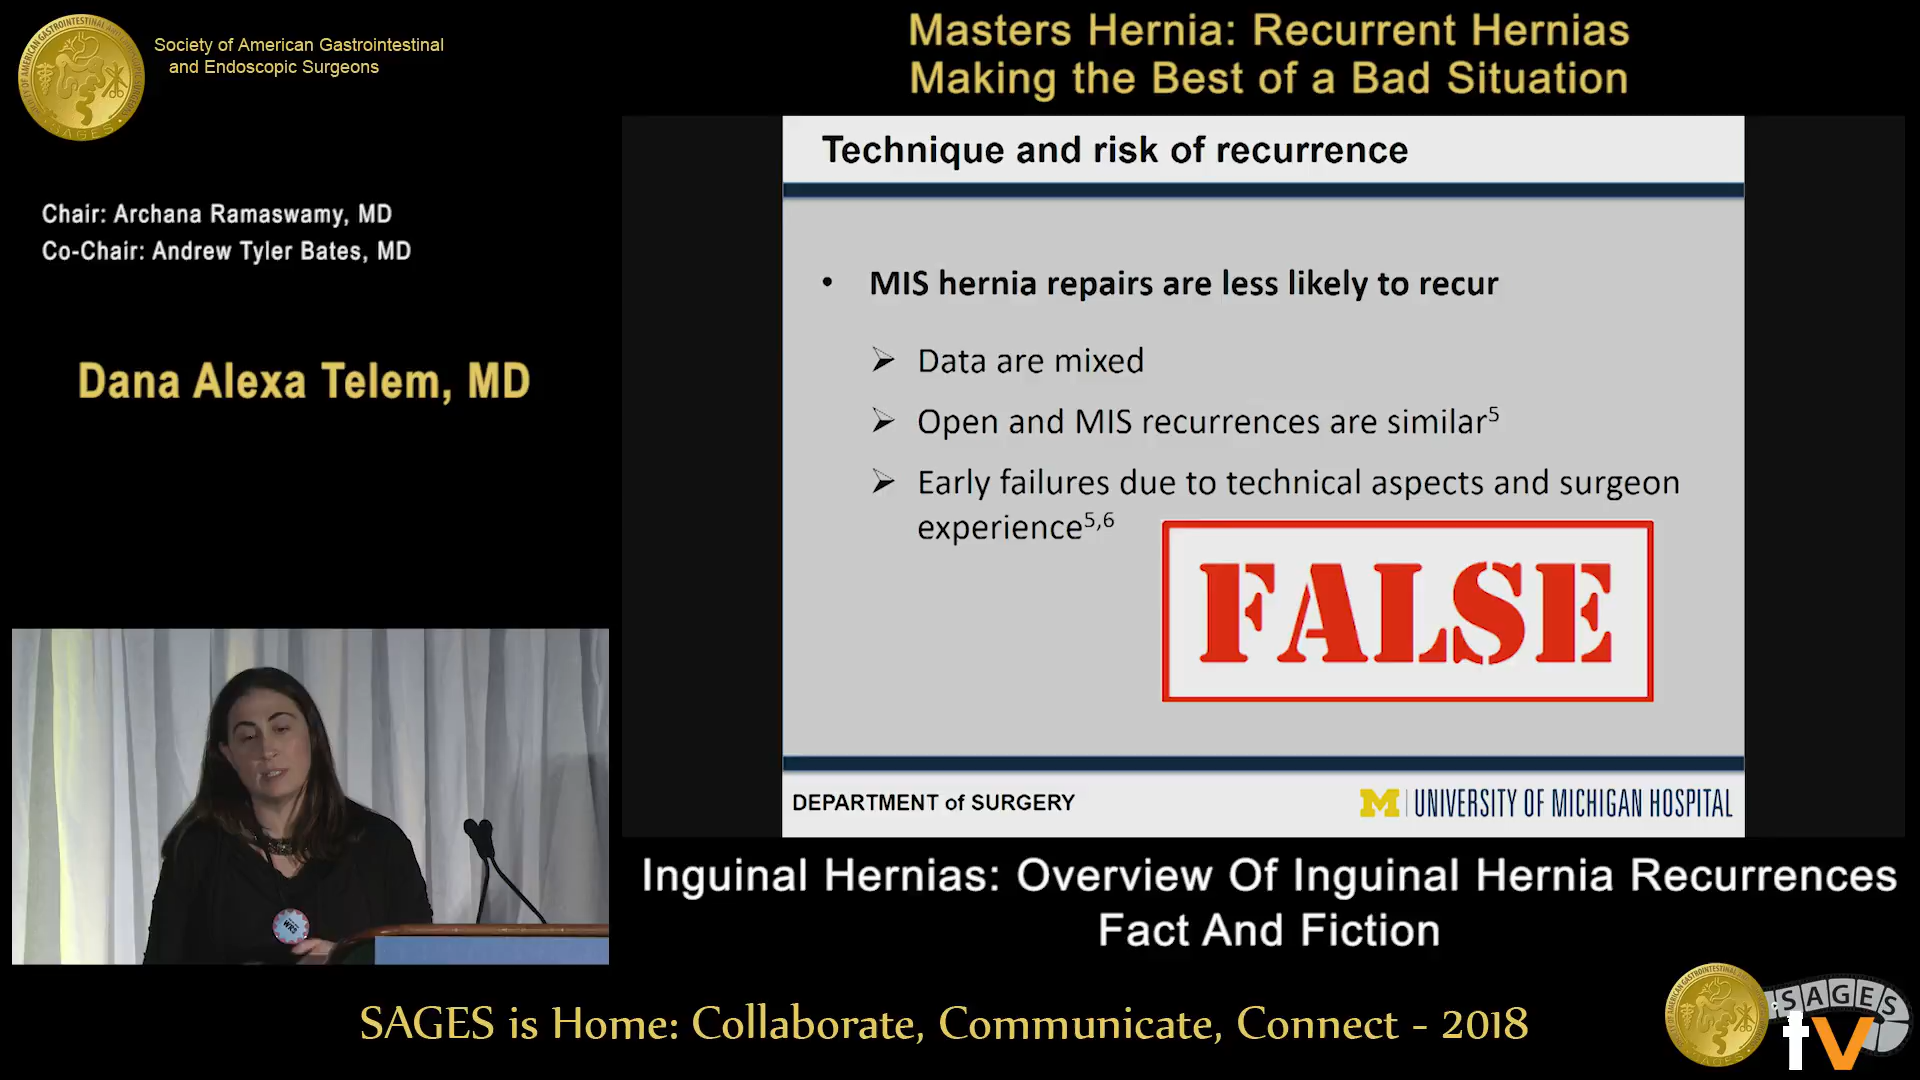 Society of American Gastrointestinal
and Endoscopic Surgeons
Masters Hernia: Recurrent Hernias
Making the Best of a Bad Situation
Chair: Archana Ramaswamy, MD
Co-Chair: Andrew Tyler Bates, MD
Dana Alexa Telem, MD
Technique and risk of recurrence
• MIS hernia repairs are less likely to recur
➢ Data are mixed
➢ Open and MIS recurrences are similar5
➢ Early failures due to technical aspects and surgeon
experience5,6
FALSE
DEPARTMENT of SURGERY
M | UNIVERSITY OF MICHIGAN HOSPITAL
Inguinal Hernias: Overview Of Inguinal Hernia Recurrences
Fact And Fiction
SAGES is Home: Collaborate, Communicate, Connect - 2018
SAGES
tv